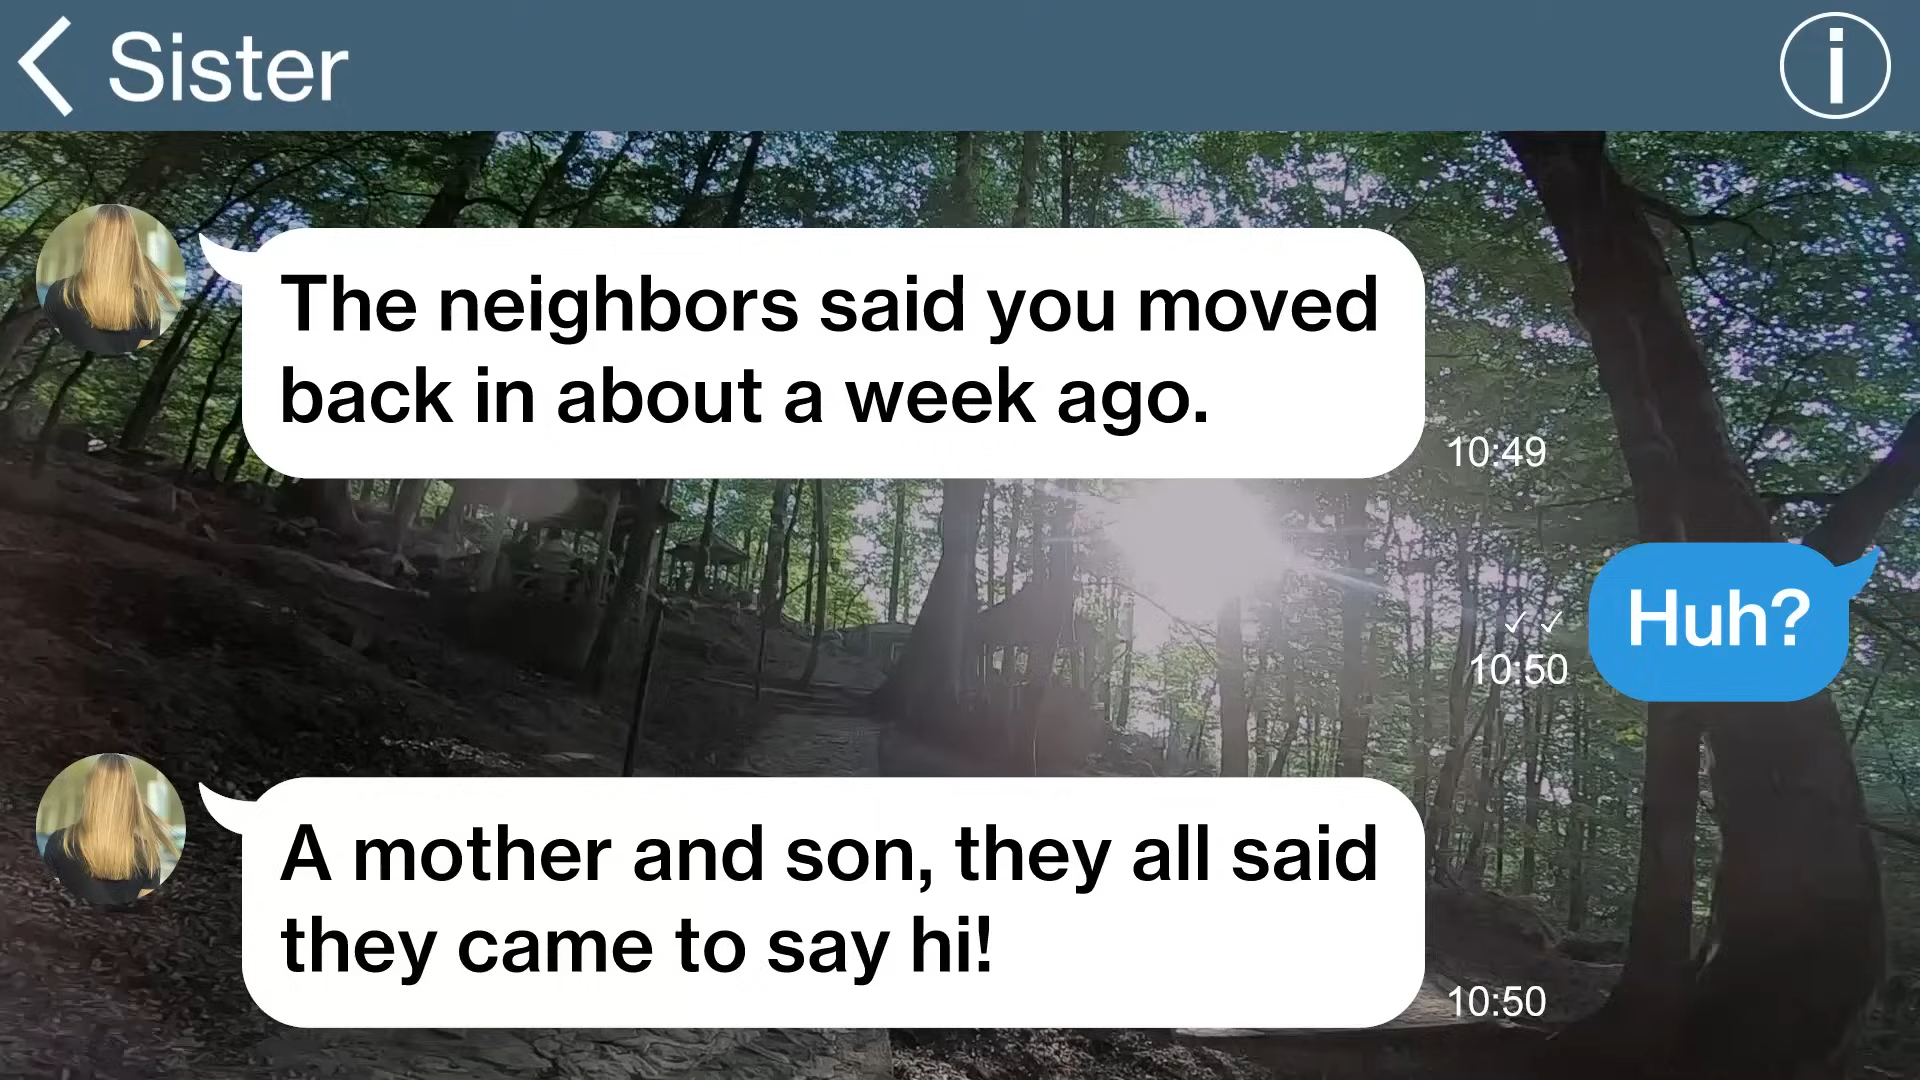 Sister
The neighbors said you moved
back in about a week ago.
10:49
Huh?
✓✓
10:50
A mother and son, they all said
they came to say hi!
10:50